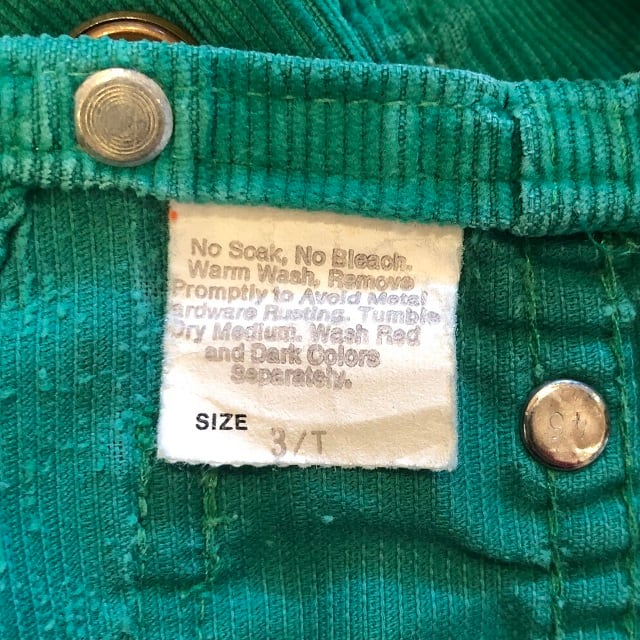 No Soak, No Bleach.
Warm Wash, Remove
Promptly to Avoid Metal
ardware Rusting. Tumble
Dry Medium. Wash Red
and Dark Colors
Separately.
SIZE 3/T